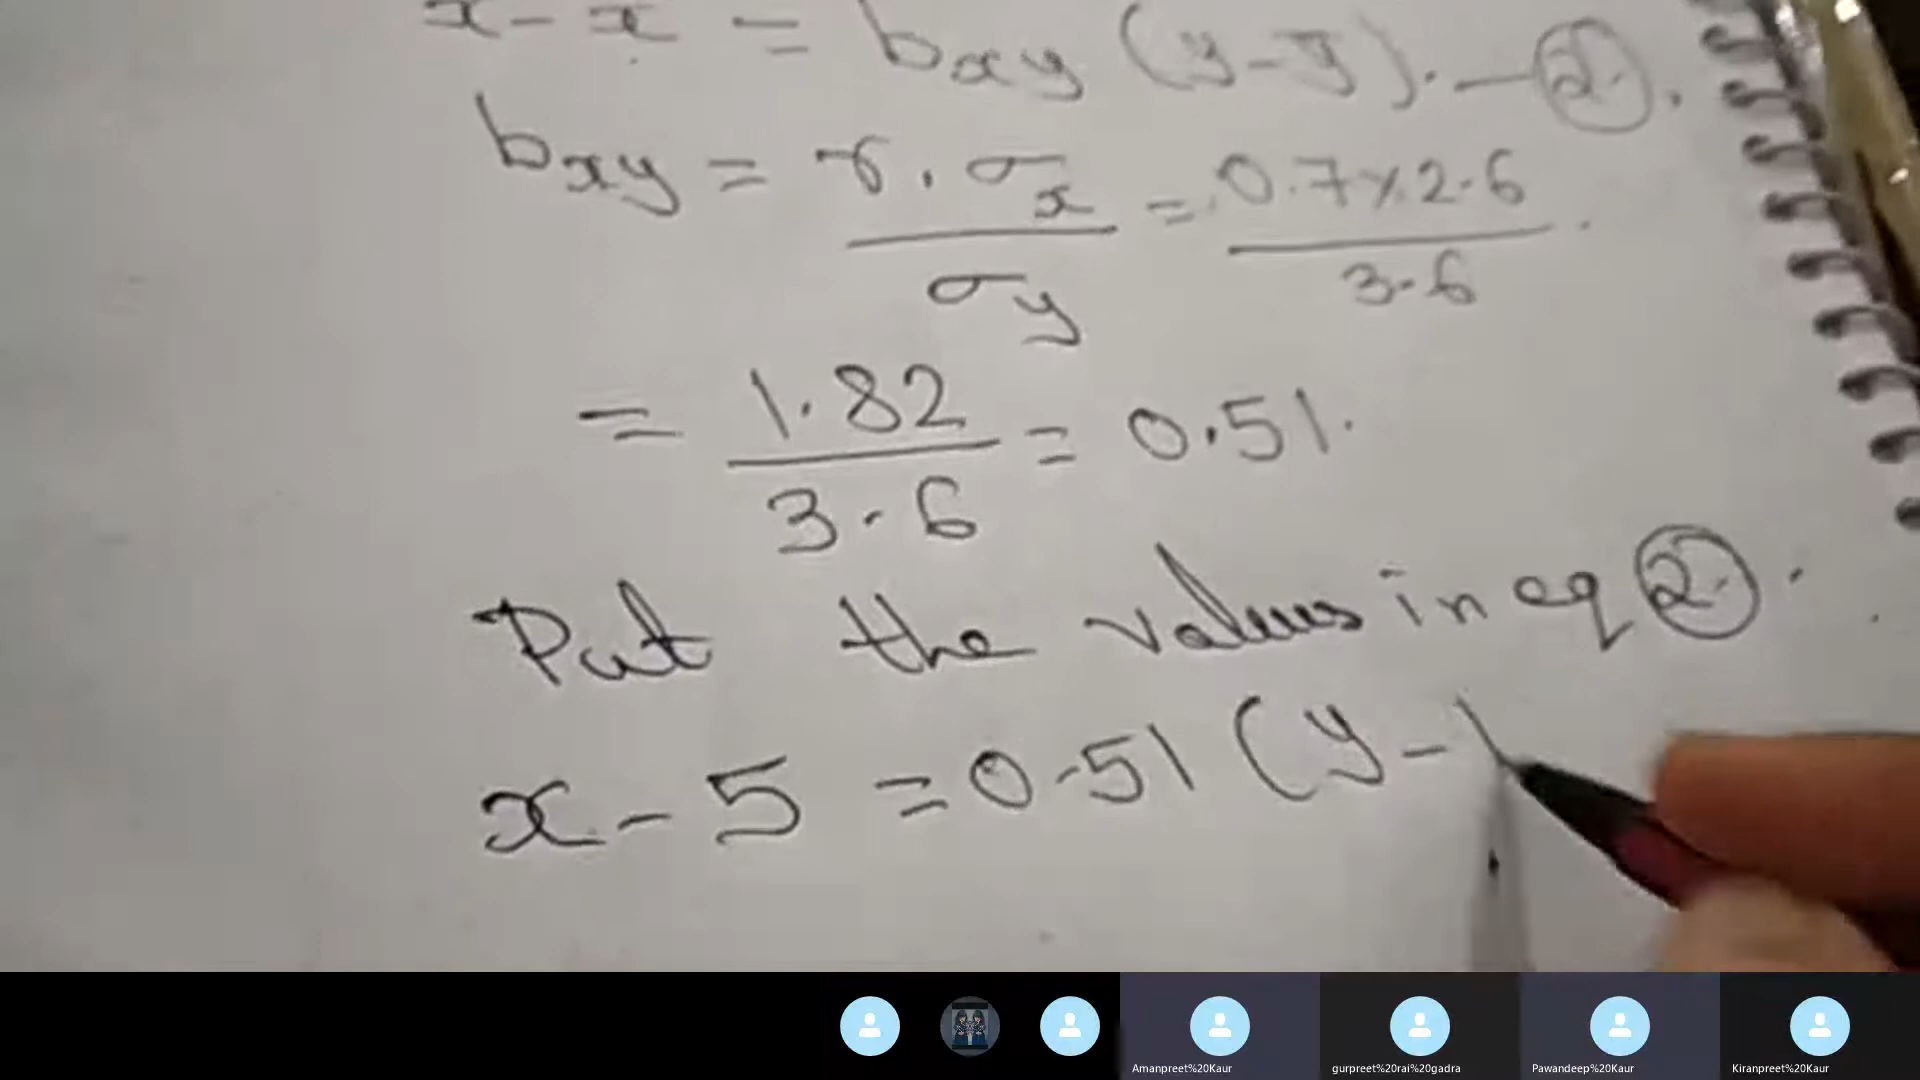 x - x̄ = bxy (y - ȳ). — ②.
bxy = r . σx / σy = 0.7 × 2.6 / 3.6 .
= 1.82 / 3.6 = 0.51.
Put the values in eq ②.
x - 5 = 0.51 (y - 1
Amanpreet%20Kaur gurpreet%20rai%20gadra Pawandeep%20Kaur Kiranpreet%20Kaur